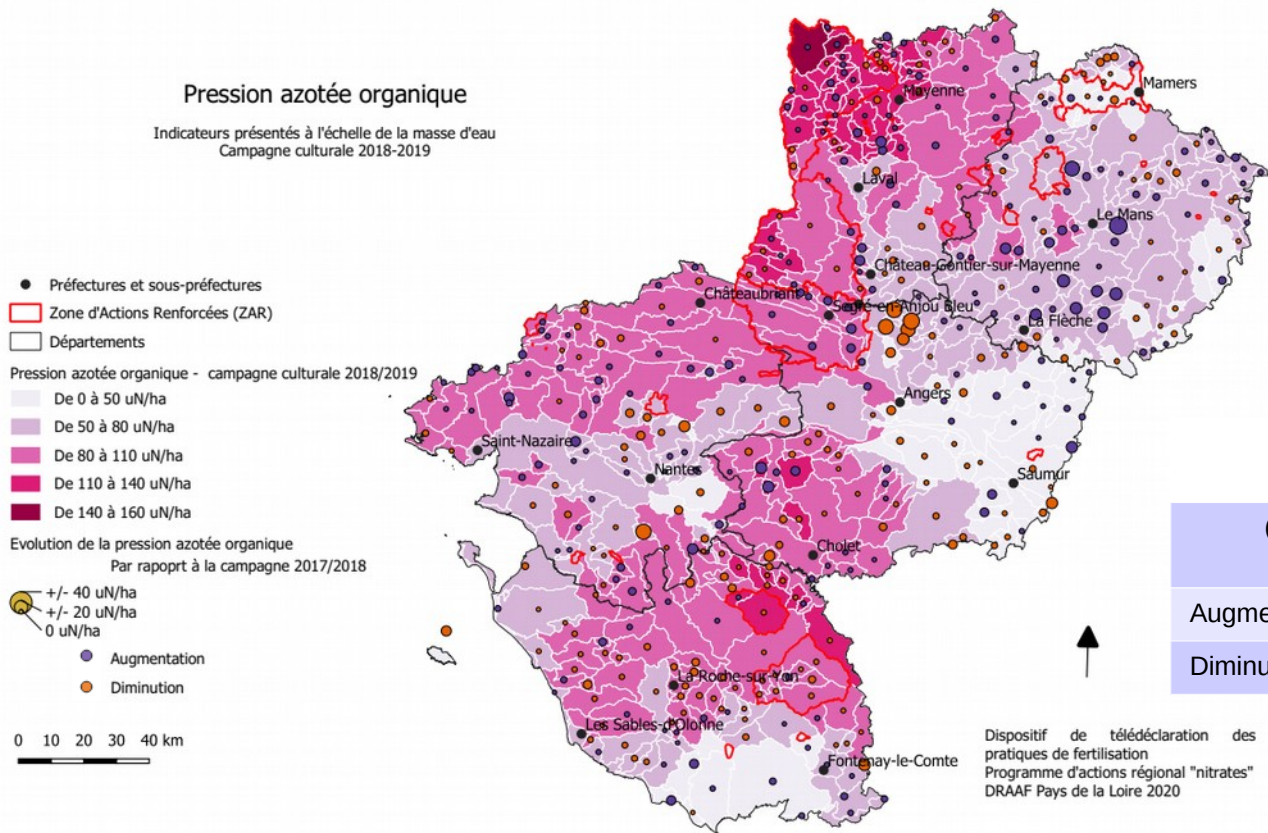 Pression azotée organique
Indicateurs présentés à l'échelle de la masse d'eau
Campagne culturale 2018-2019
Préfectures et sous-préfectures
Zone d'Actions Renforcées (ZAR)
Départements
Pression azotée organique - campagne culturale 2018/2019
De 0 à 50 uN/ha
De 50 à 80 uN/ha
De 80 à 110 uN/ha
De 110 à 140 uN/ha
De 140 à 160 uN/ha
Evolution de la pression azotée organique
Par rapoprt à la campagne 2017/2018
+/- 40 uN/ha
+/- 20 uN/ha
0 uN/ha
Augmentation
Diminution
0 10 20 30 40 km
Mamers
Mayenne
Laval
Le Mans
Château-Gontier-sur-Mayenne
Châteaubriant
Segré-en-Anjou Bleu
La Flèche
Angers
Saint-Nazaire
Nantes
Saumur
Cholet
La Roche-sur-Yon
Les Sables-d'Olonne
Fontenay-le-Comte
(
Augme
Diminu
Dispositif de télédéclaration des
pratiques de fertilisation
Programme d'actions régional "nitrates"
DRAAF Pays de la Loire 2020